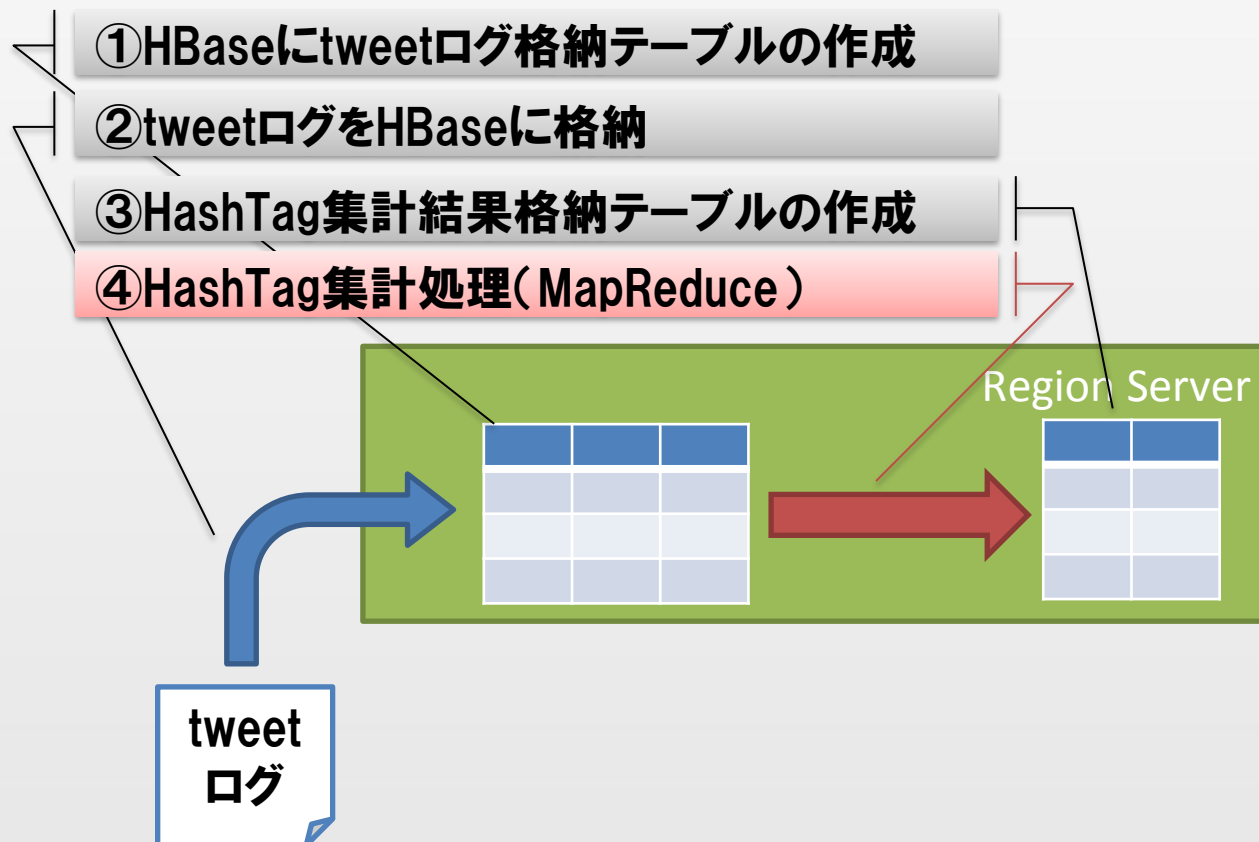 ①HBaseにtweetログ格納テーブルの作成
②tweetログをHBaseに格納
③HashTag集計結果格納テーブルの作成
④HashTag集計処理(MapReduce)
Region Server
tweet
ログ